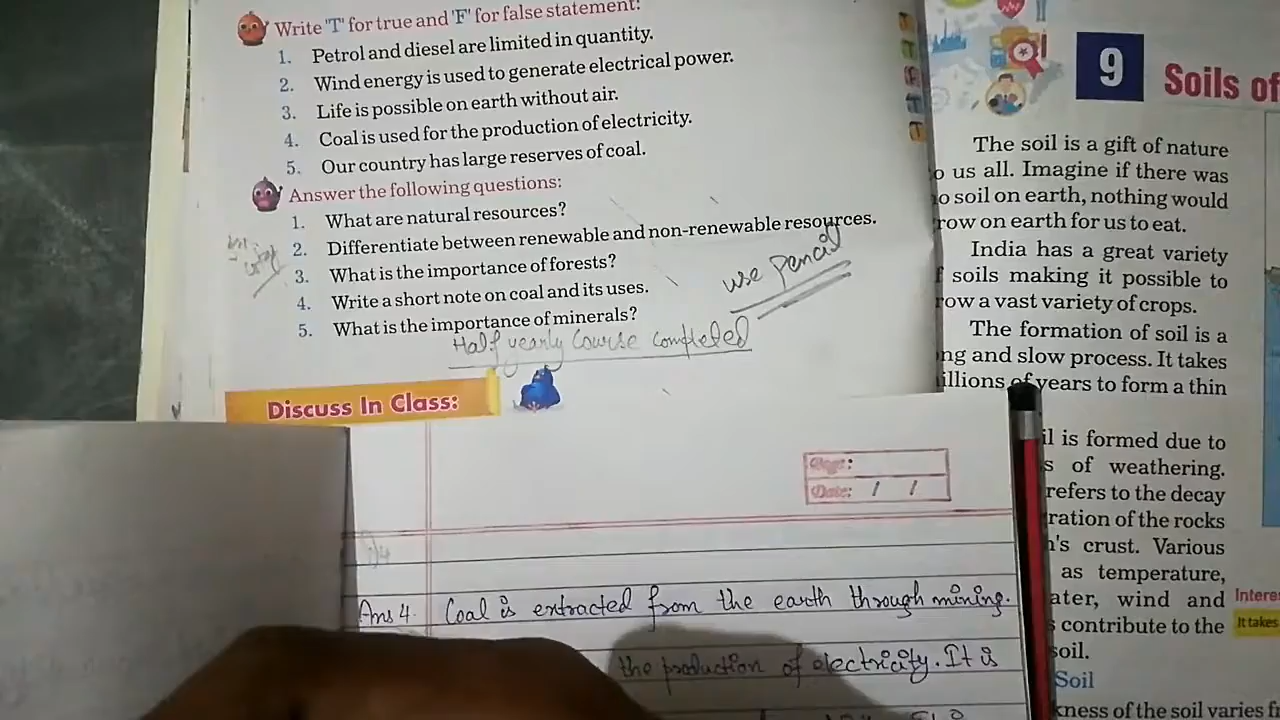 Write 'T' for true and 'F' for false statement:
1. Petrol and diesel are limited in quantity.
2. Wind energy is used to generate electrical power.
3. Life is possible on earth without air.
4. Coal is used for the production of electricity.
5. Our country has large reserves of coal.
Answer the following questions:
1. What are natural resources?
2. Differentiate between renewable and non-renewable resources.
3. What is the importance of forests?
4. Write a short note on coal and its uses.
5. What is the importance of minerals?
use pencil
Half yearly Course completed
Discuss In Class:
Page:
Date: / /
Ans 4. Coal is extracted from the earth through mining.
the production of electricity. It is
T
T
F
T
T
9 Soils of
The soil is a gift of nature
o us all. Imagine if there was
o soil on earth, nothing would
row on earth for us to eat.
India has a great variety
soils making it possible to
row a vast variety of crops.
The formation of soil is a
ng and slow process. It takes
illions of years to form a thin
il is formed due to
s of weathering.
refers to the decay
ration of the rocks
h's crust. Various
as temperature,
ater, wind and
contribute to the
soil.
Soil
kness of the soil varies f
Intere
It takes